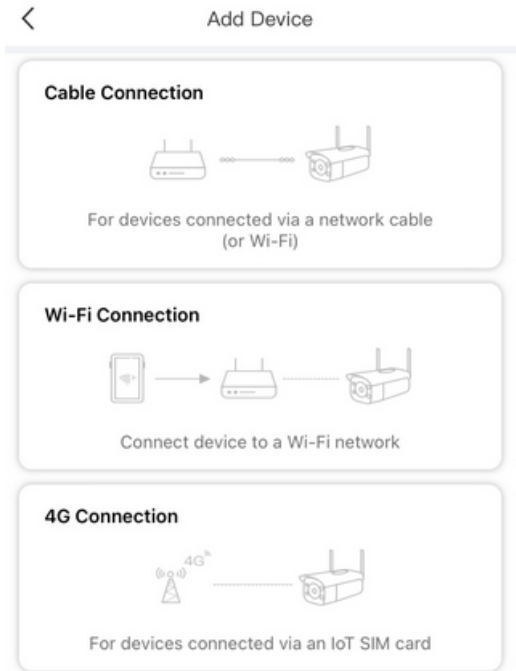 Add Device
Cable Connection
For devices connected via a network cable
(or Wi-Fi)
Wi-Fi Connection
Connect device to a Wi-Fi network
4G Connection
4G
For devices connected via an IoT SIM card